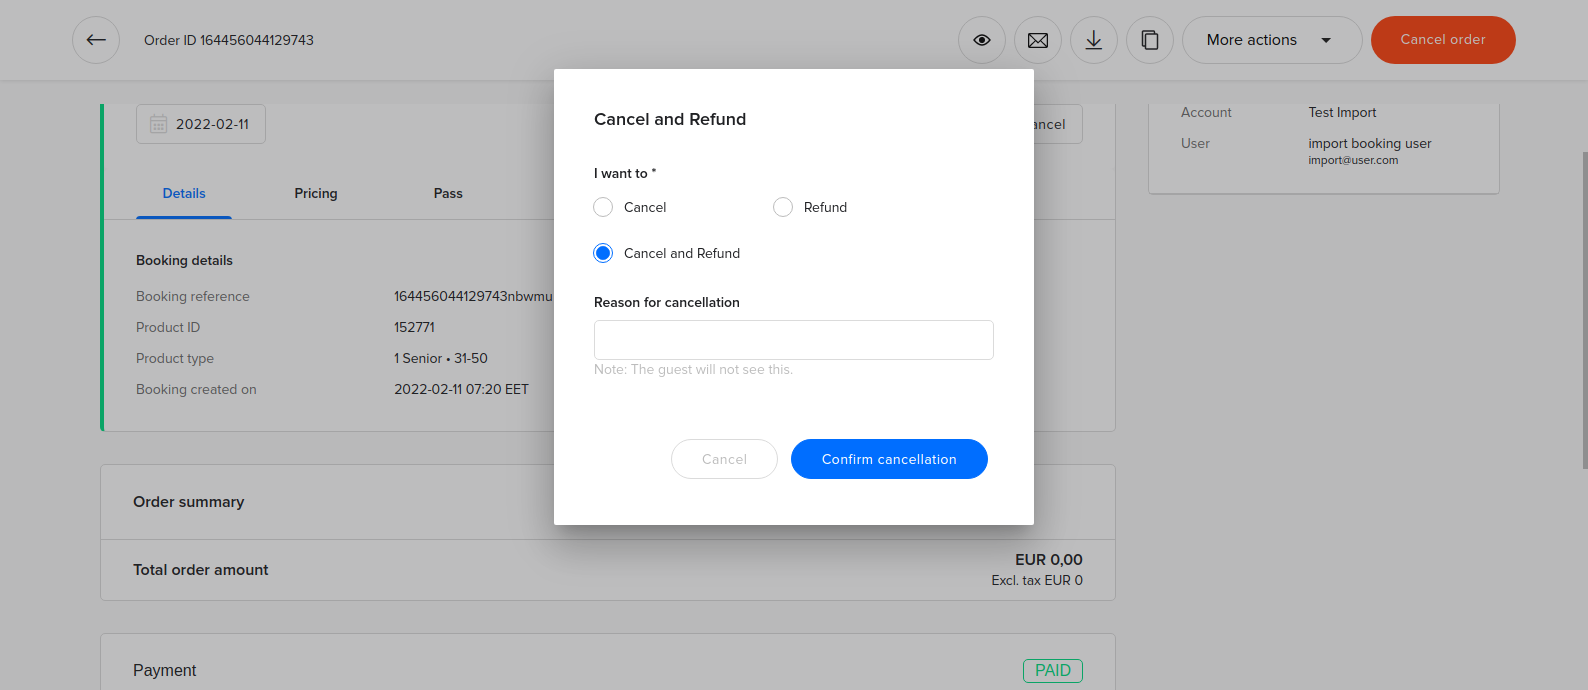 Order ID 164456044129743
More actions
Cancel order
2022-02-11
ancel
Details
Pricing
Pass
Booking details
Booking reference 164456044129743nbwmu
Product ID 152771
Product type 1 Senior • 31-50
Booking created on 2022-02-11 07:20 EET
Account Test Import
User import booking user
import@user.com
Cancel and Refund
I want to *
Cancel
Refund
Cancel and Refund
Reason for cancellation
Note: The guest will not see this.
Cancel
Confirm cancellation
Order summary
Total order amount EUR 0,00
Excl. tax EUR 0
Payment PAID